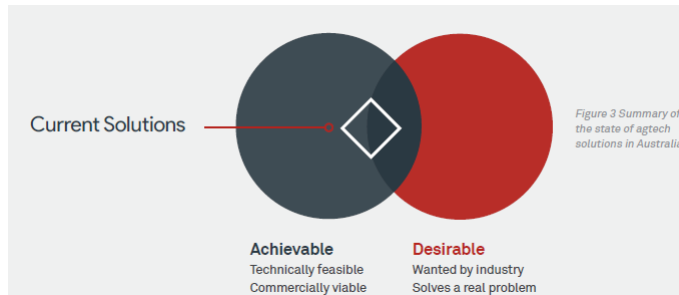 Current Solutions
Figure 3 Summary of
the state of agtech
solutions in Australia
Achievable
Technically feasible
Commercially viable
Desirable
Wanted by industry
Solves a real problem